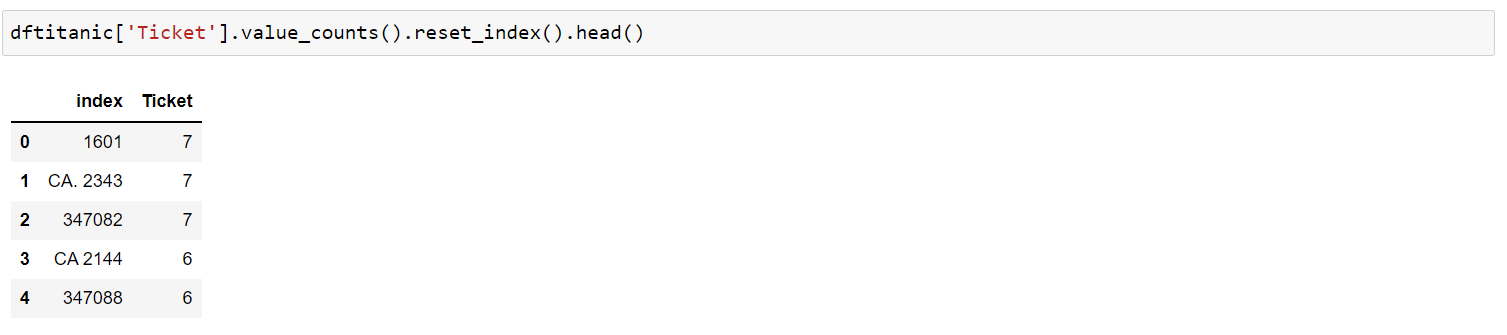 dftitanic['Ticket'].value_counts().reset_index().head()
index Ticket
0 1601 7
1 CA. 2343 7
2 347082 7
3 CA 2144 6
4 347088 6